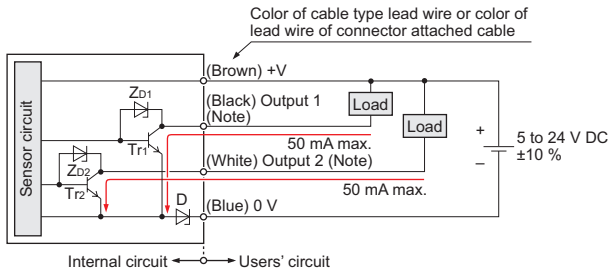 Color of cable type lead wire or color of
lead wire of connector attached cable
(Brown) +V
ZD1
(Black) Output 1
(Note)
Load
Load
Sensor circuit
Tr1
50 mA max.
+
5 to 24 V DC
±10 %
–
ZD2
(White) Output 2 (Note)
Tr2
50 mA max.
D
(Blue) 0 V
Internal circuit
Users' circuit